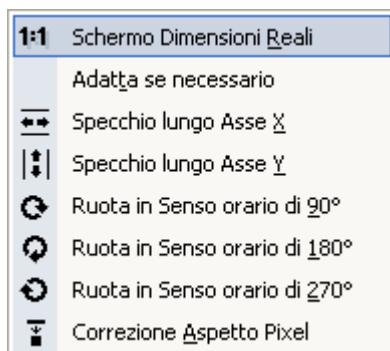 1:1 Schermo Dimensioni Reali
Adatta se necessario
Specchio lungo Asse X
Specchio lungo Asse Y
Ruota in Senso orario di 90°
Ruota in Senso orario di 180°
Ruota in Senso orario di 270°
Correzione Aspetto Pixel